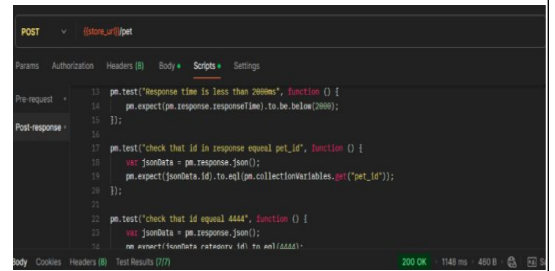 POST {{store_url}}/pet
Params Authorization Headers (8) Body Scripts Settings
Pre-request
Post-response
13 pm.test("Response time is less than 2000ms", function () {
14 pm.expect(pm.response.responseTime).to.be.below(2000);
15 });
16
17 pm.test("check that id in response equeal pet_id", function () {
18 var jsonData = pm.response.json();
19 pm.expect(jsonData.id).to.eql(pm.collectionVariables.get("pet_id"));
20 });
21
22 pm.test("check that id equeal 4444", function () {
23 var jsonData = pm.response.json();
24 pm.expect(jsonData.category.id).to.eql(4444);
Body Cookies Headers (8) Test Results (7/7) 200 OK 1148 ms 460 B